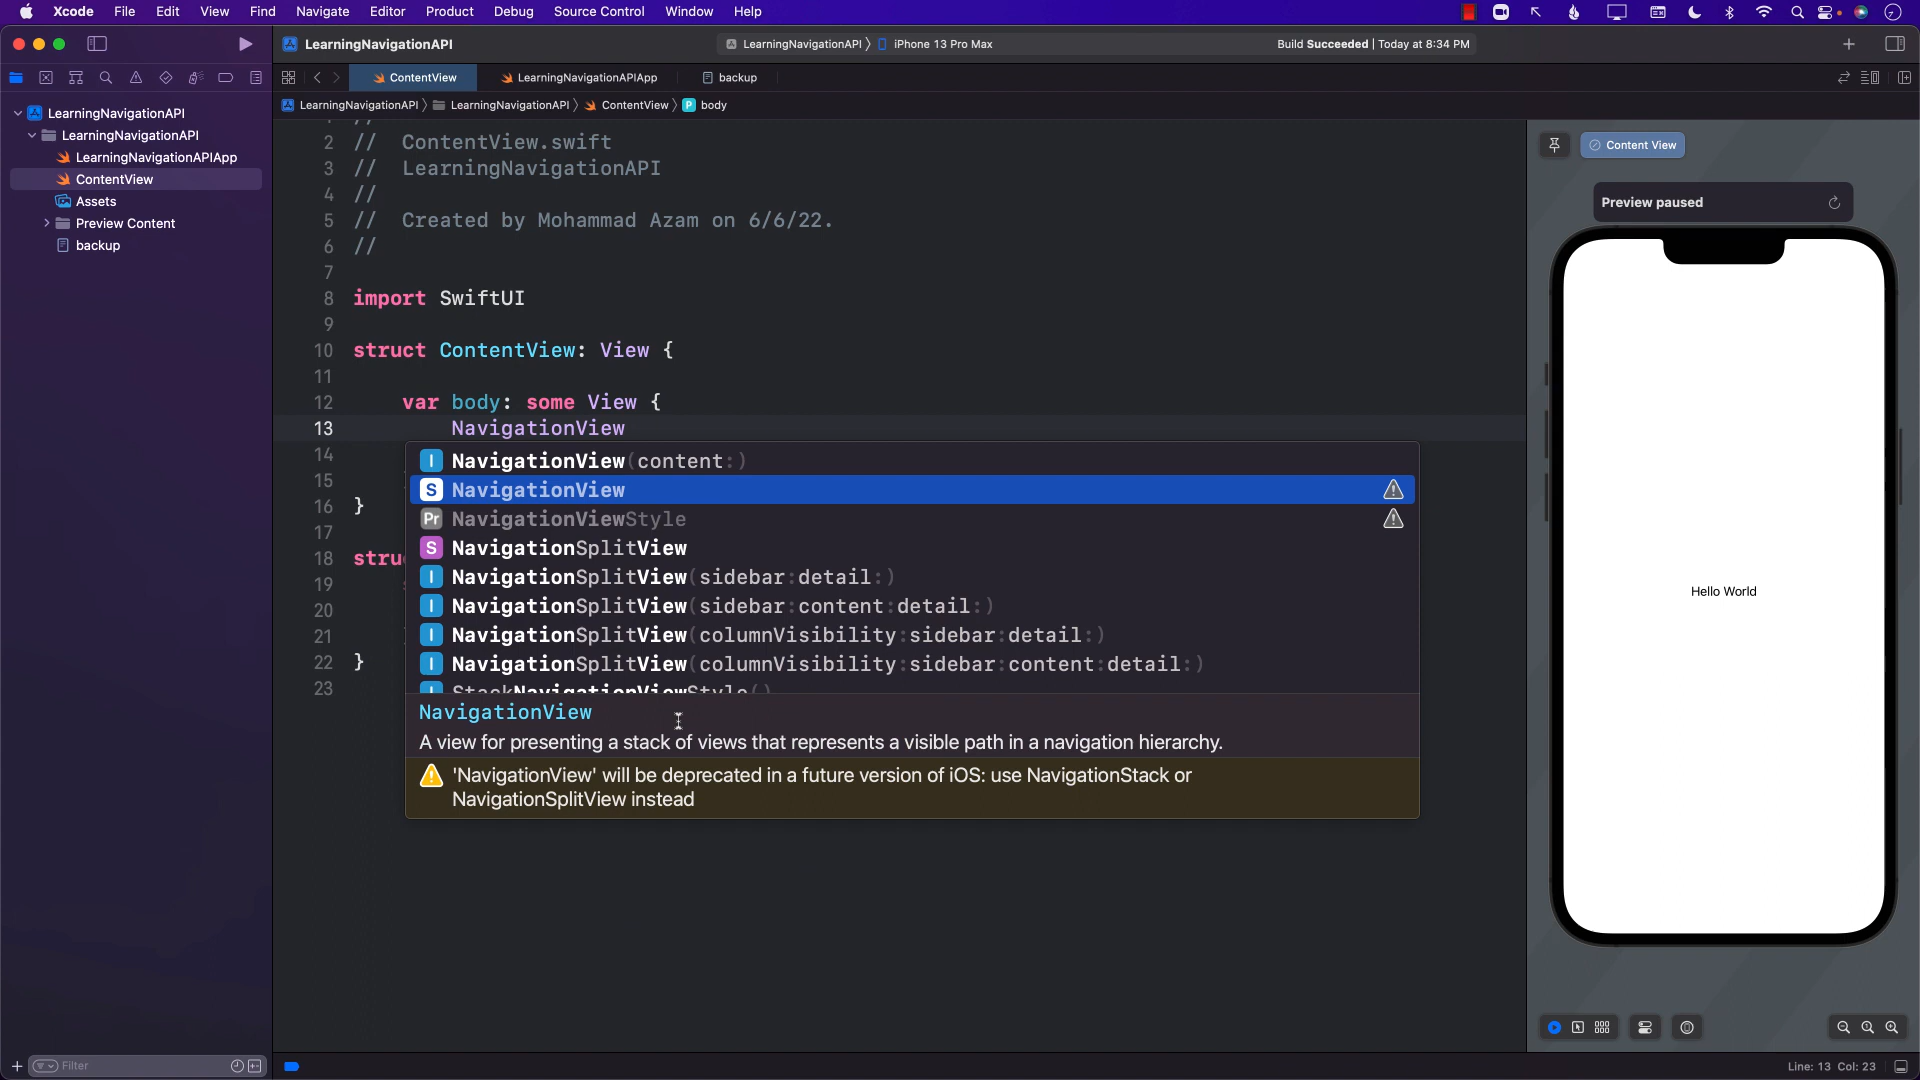 Xcode File Edit View Find Navigate Editor Product Debug Source Control Window Help
LearningNavigationAPI
LearningNavigationAPI 〉 iPhone 13 Pro Max
Build Succeeded | Today at 8:34 PM
ContentView
LearningNavigationAPIApp
backup
LearningNavigationAPI 〉 LearningNavigationAPI 〉 ContentView 〉 P body
LearningNavigationAPI
LearningNavigationAPI
LearningNavigationAPIApp
ContentView
Assets
Preview Content
backup
Filter
2 // ContentView.swift
3 // LearningNavigationAPI
4 //
5 // Created by Mohammad Azam on 6/6/22.
6 //
7
8 import SwiftUI
9
10 struct ContentView: View {
11
12 var body: some View {
13 NavigationView
14
15
16 }
17
18 stru
19
20
21
22 }
23
I NavigationView(content:)
S NavigationView
Pr NavigationViewStyle
S NavigationSplitView
I NavigationSplitView(sidebar:detail:)
I NavigationSplitView(sidebar:content:detail:)
I NavigationSplitView(columnVisibility:sidebar:detail:)
I NavigationSplitView(columnVisibility:sidebar:content:detail:)
I StackNavigationViewStyle()
NavigationView
A view for presenting a stack of views that represents a visible path in a navigation hierarchy.
'NavigationView' will be deprecated in a future version of iOS: use NavigationStack or
NavigationSplitView instead
Content View
Preview paused
Hello World
Line: 13 Col: 23